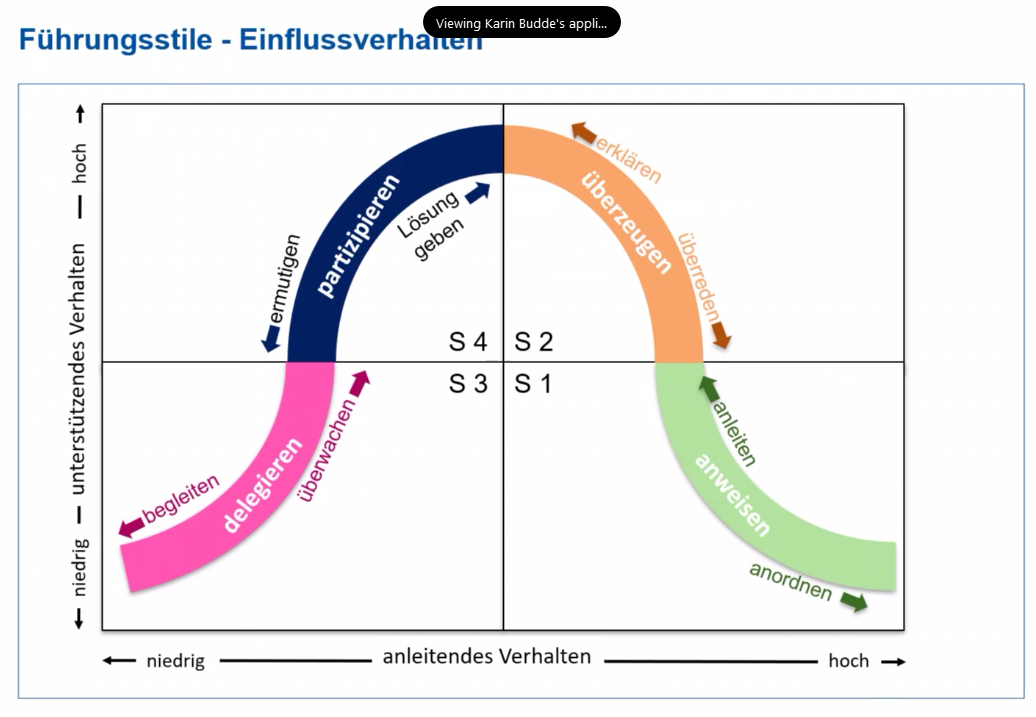 Viewing Karin Budde's appli...
Führungsstile - Einflussverhalten
hoch
unterstützendes Verhalten
niedrig
partizipieren
ermutigen
Lösung
geben
überzeugen
erklären
überreden
S 4
S 2
S 3
S 1
delegieren
begleiten
überwachen
anweisen
anleiten
anordnen
niedrig
anleitendes Verhalten
hoch